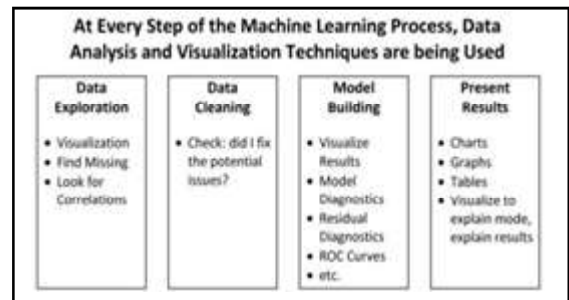 At Every Step of the Machine Learning Process, Data
Analysis and Visualization Techniques are being Used
Data
Exploration
• Visualization
• Find Missing
• Look for
Correlations
Data
Cleaning
• Check: did I fix
the potential
issues?
Model
Building
• Visualize
Results
• Model
Diagnostics
• Residual
Diagnostics
• ROC Curves
• etc.
Present
Results
• Charts
• Graphs
• Tables
• Visualize to
explain mode,
explain results